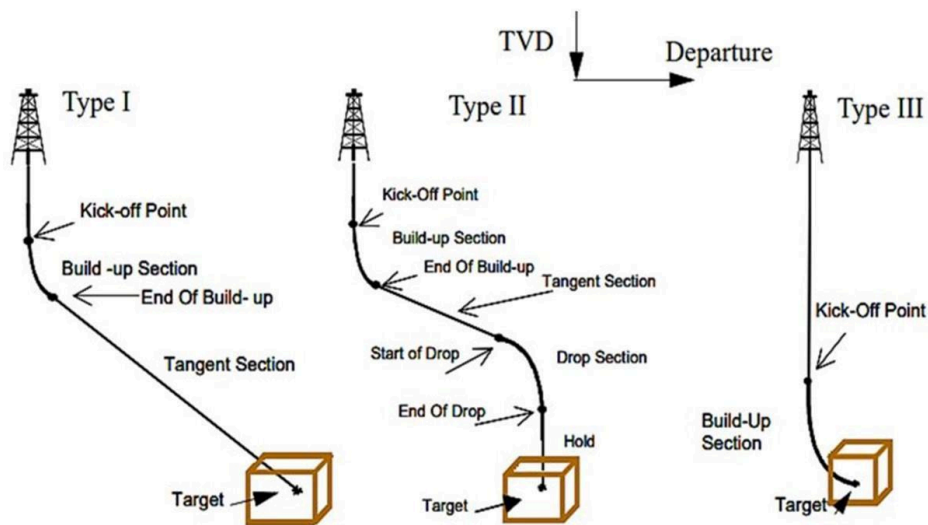 TVD
Departure
Type I
Kick-off Point
Build -up Section
End Of Build- up
Tangent Section
Target
Type II
Kick-Off Point
Build-up Section
End Of Build-up
Tangent Section
Start of Drop
Drop Section
End Of Drop
Hold
Target
Type III
Kick-Off Point
Build-Up
Section
Target